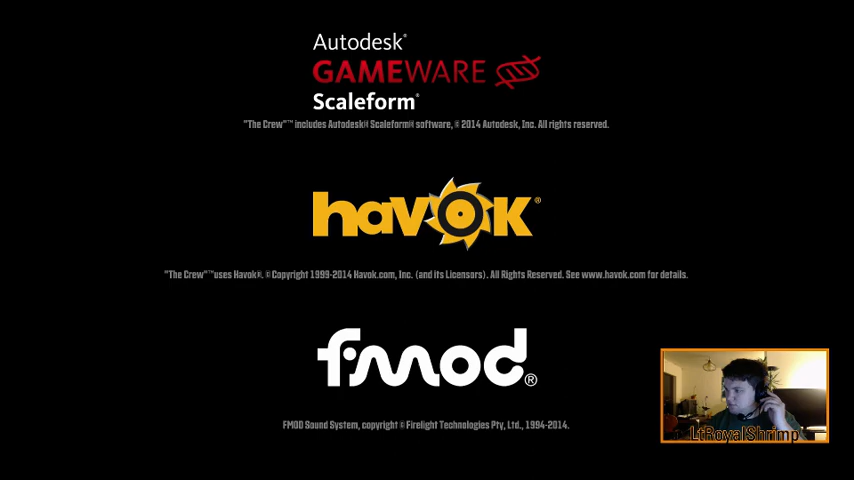 Autodesk®
GAMEWARE
Scaleform®
"The Crew"™ includes Autodesk® Scaleform® software, © 2014 Autodesk, Inc. All rights reserved.
havok®
"The Crew"™uses Havok®. ©Copyright 1999-2014 Havok.com, Inc. (and its Licensors). All Rights Reserved. See www.havok.com for details.
fmod®
FMOD Sound System, copyright © Firelight Technologies Pty, Ltd., 1994-2014.
LtRoyalShrimp